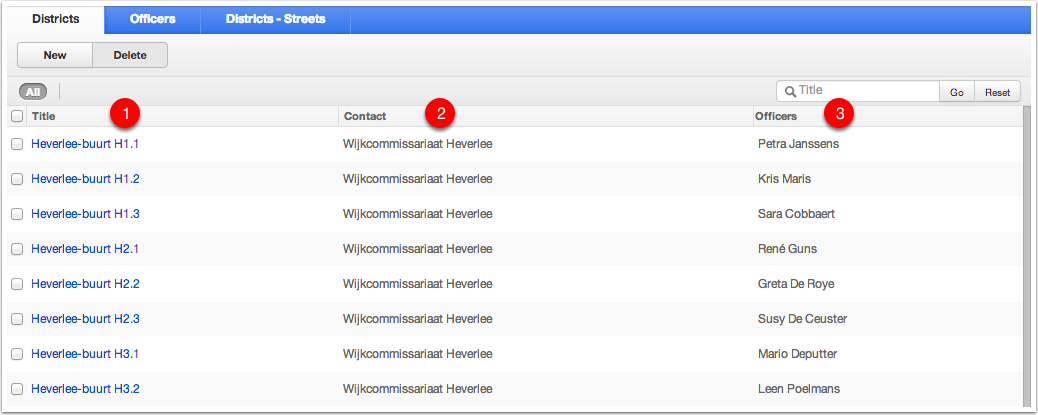 Districts Officers Districts - Streets
New Delete
All Title Go Reset
Title 1 Contact 2 Officers 3
Heverlee-buurt H1.1 Wijkcommissariaat Heverlee Petra Janssens
Heverlee-buurt H1.2 Wijkcommissariaat Heverlee Kris Maris
Heverlee-buurt H1.3 Wijkcommissariaat Heverlee Sara Cobbaert
Heverlee-buurt H2.1 Wijkcommissariaat Heverlee René Guns
Heverlee-buurt H2.2 Wijkcommissariaat Heverlee Greta De Roye
Heverlee-buurt H2.3 Wijkcommissariaat Heverlee Susy De Ceuster
Heverlee-buurt H3.1 Wijkcommissariaat Heverlee Mario Deputter
Heverlee-buurt H3.2 Wijkcommissariaat Heverlee Leen Poelmans